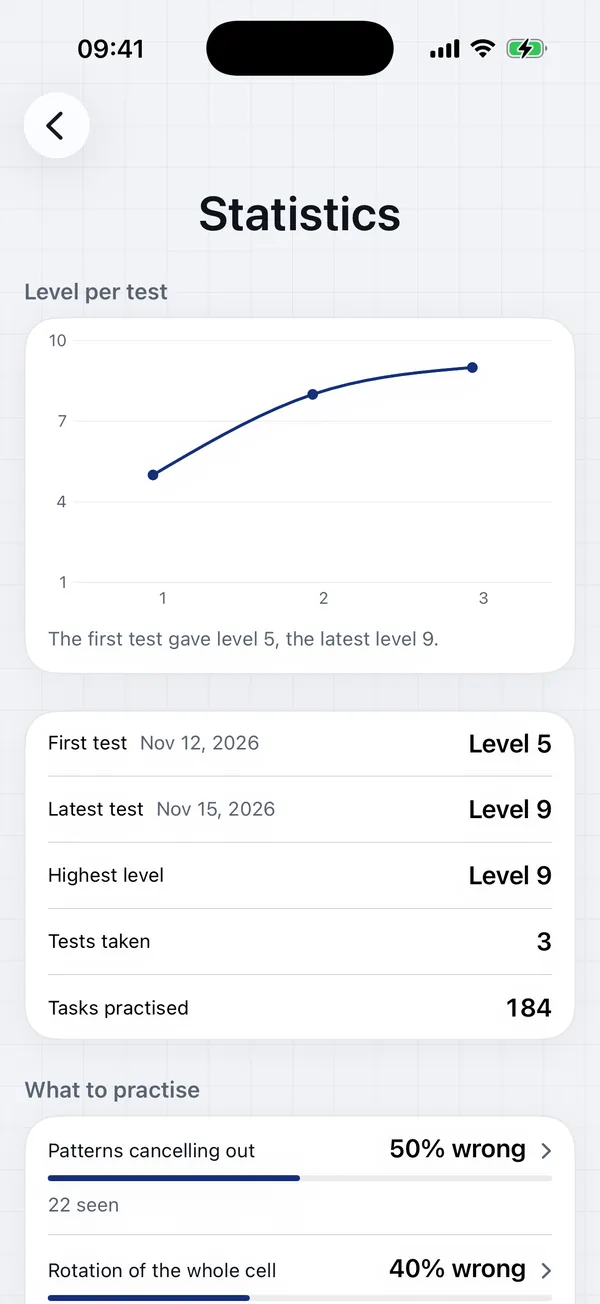 09:41
Statistics
Level per test
10
7
4
1
1 2 3
The first test gave level 5, the latest level 9.
First test Nov 12, 2026 Level 5
Latest test Nov 15, 2026 Level 9
Highest level Level 9
Tests taken 3
Tasks practised 184
What to practise
Patterns cancelling out 50% wrong
22 seen
Rotation of the whole cell 40% wrong